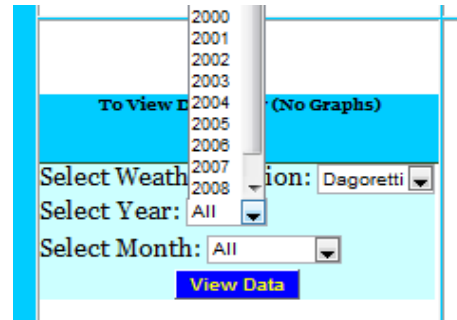 2000
2001
2002
2003
To View D 2004 (No Graphs)
2005
2006
2007
Select Weath ion: Dagoretti
2008
Select Year: All
Select Month: All
View Data